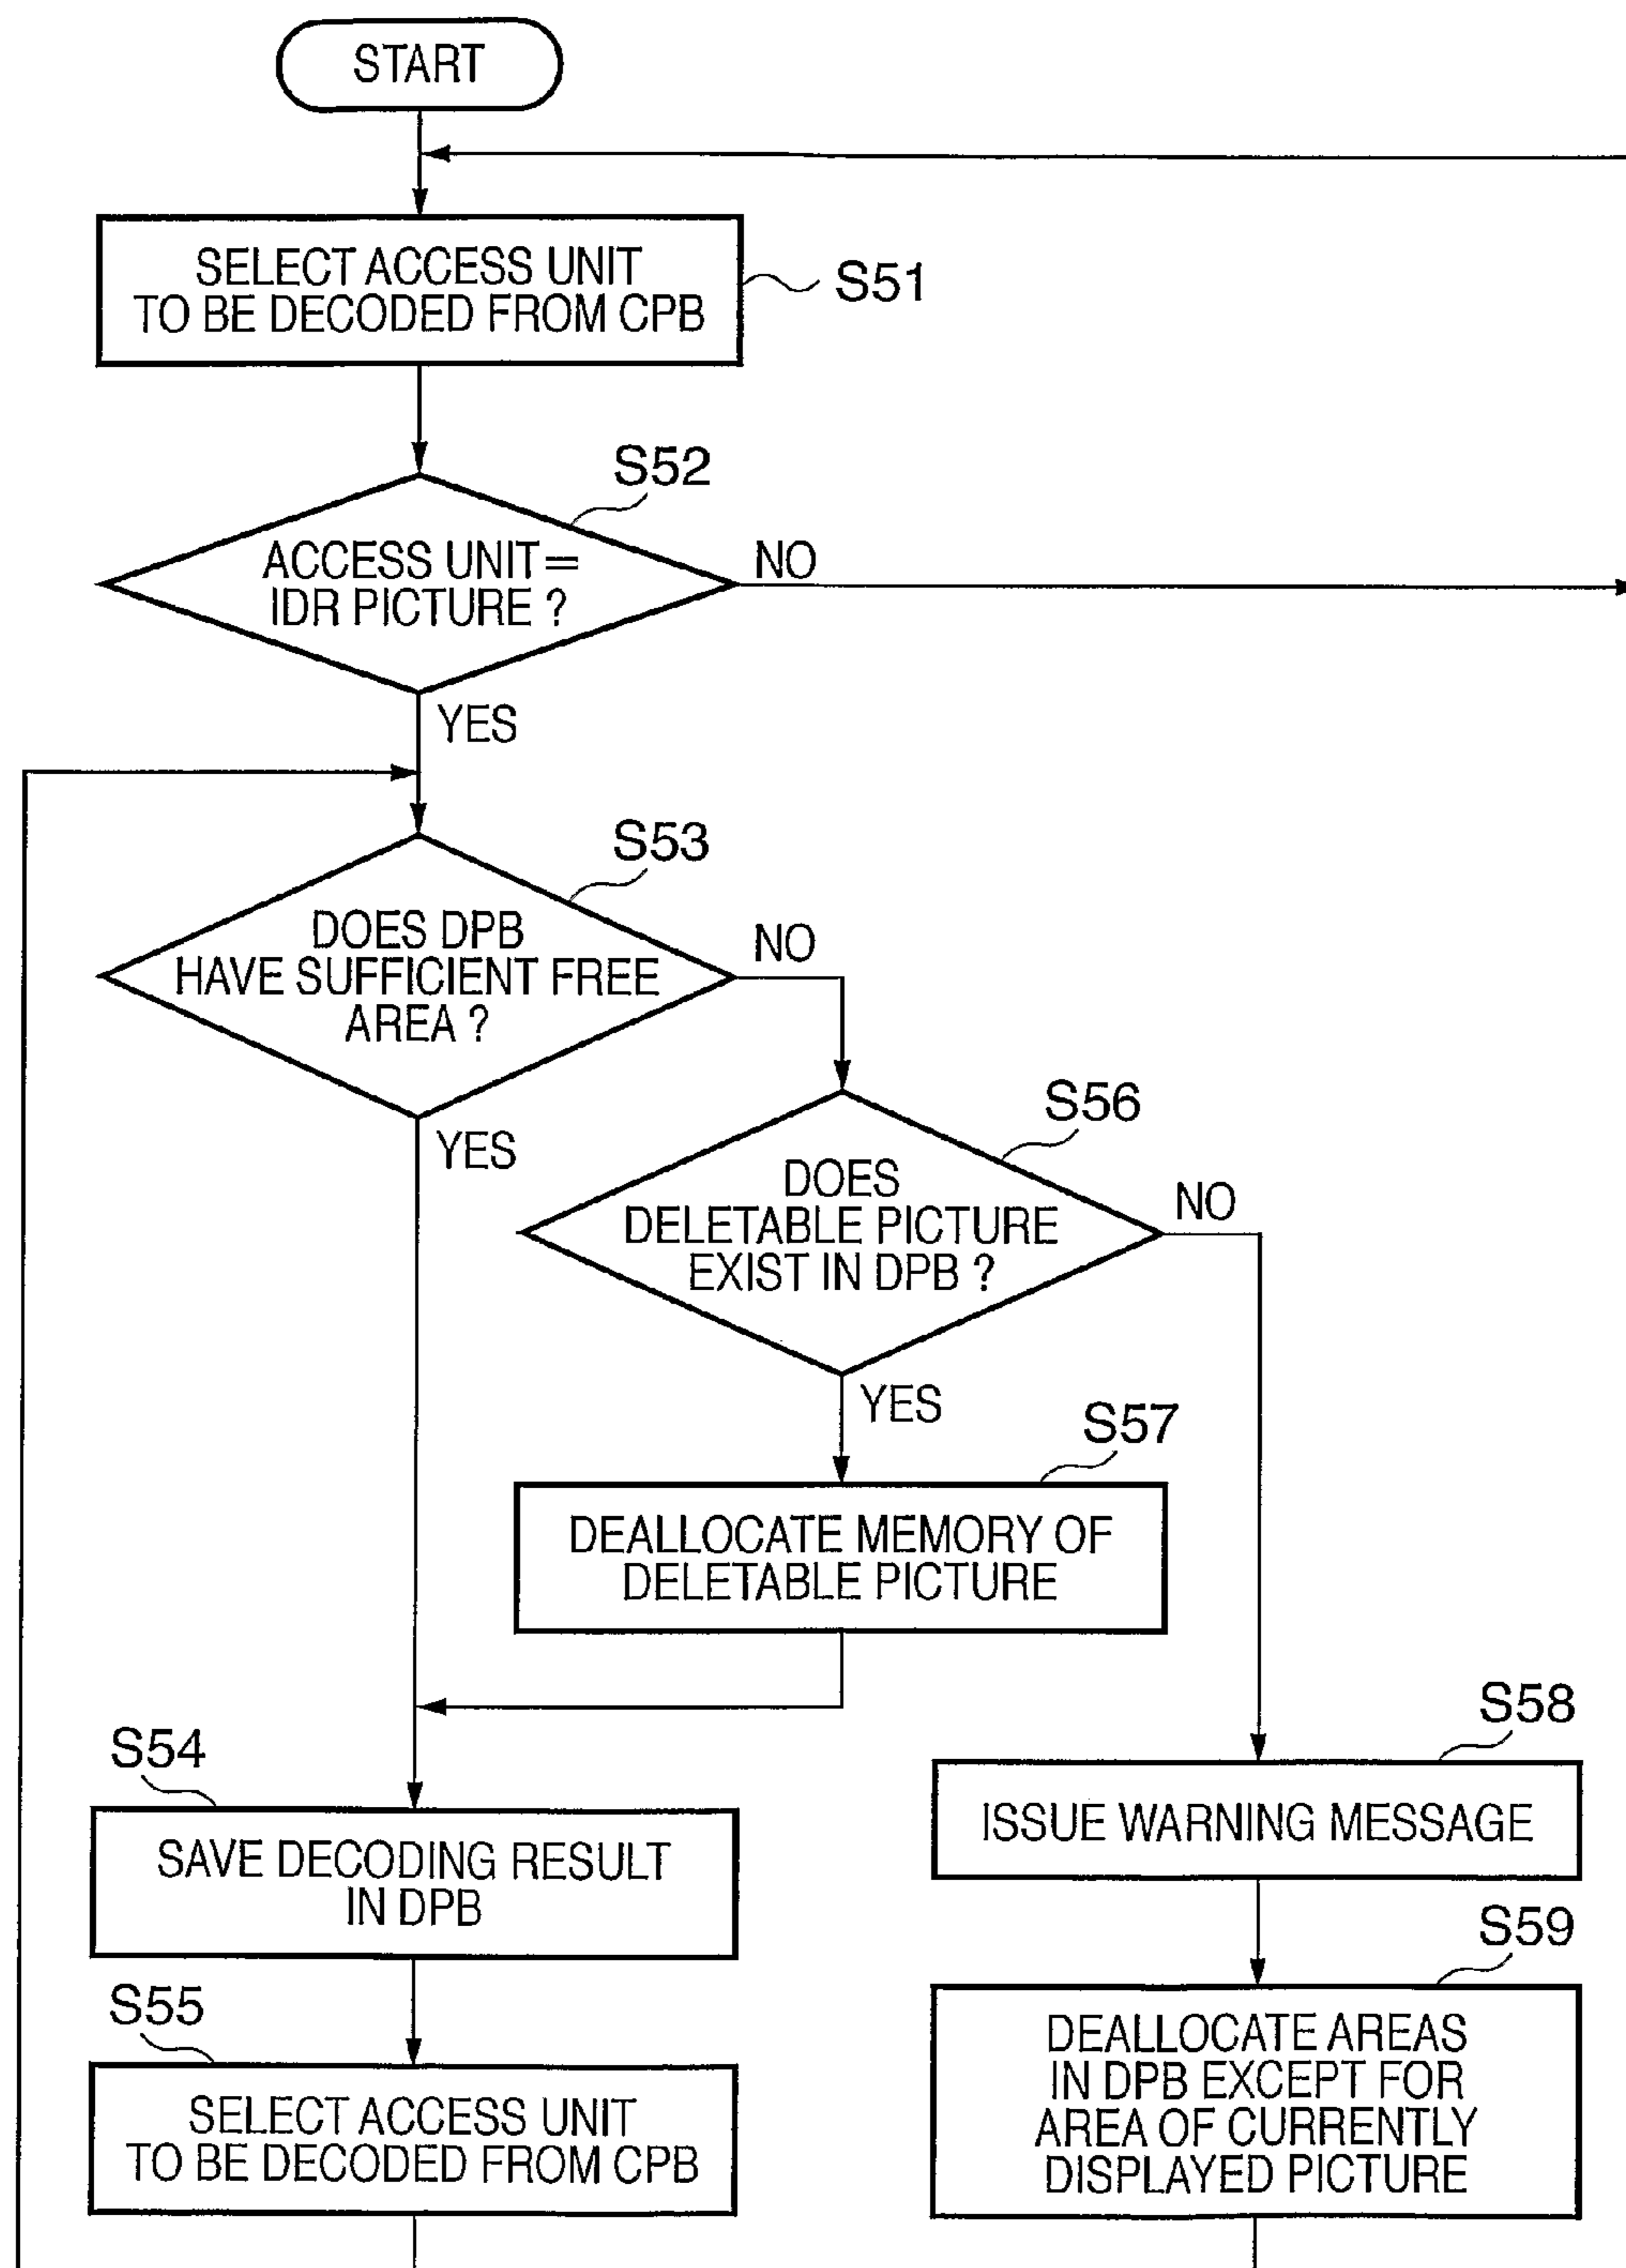 START
SELECT ACCESS UNIT
TO BE DECODED FROM CPB
S51
S52
ACCESS UNIT=
IDR PICTURE ?
NO
YES
S53
DOES DPB
HAVE SUFFICIENT FREE
AREA ?
NO
YES
S56
DOES
DELETABLE PICTURE
EXIST IN DPB ?
NO
YES
S57
DEALLOCATE MEMORY OF
DELETABLE PICTURE
S54
SAVE DECODING RESULT
IN DPB
S58
ISSUE WARNING MESSAGE
S55
SELECT ACCESS UNIT
TO BE DECODED FROM CPB
S59
DEALLOCATE AREAS
IN DPB EXCEPT FOR
AREA OF CURRENTLY
DISPLAYED PICTURE